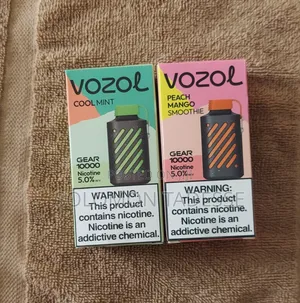 VOZOL
COOL MINT
GEAR
10000
Nicotine
5.0%
WARNING:
This product
contains nicotine.
Nicotine is an
addictive chemical.
VOZOL
PEACH
MANGO
SMOOTHIE
GEAR
10000
Nicotine
5.0%
WARNING:
This product
contains nicotine.
Nicotine is an
addictive chemical.